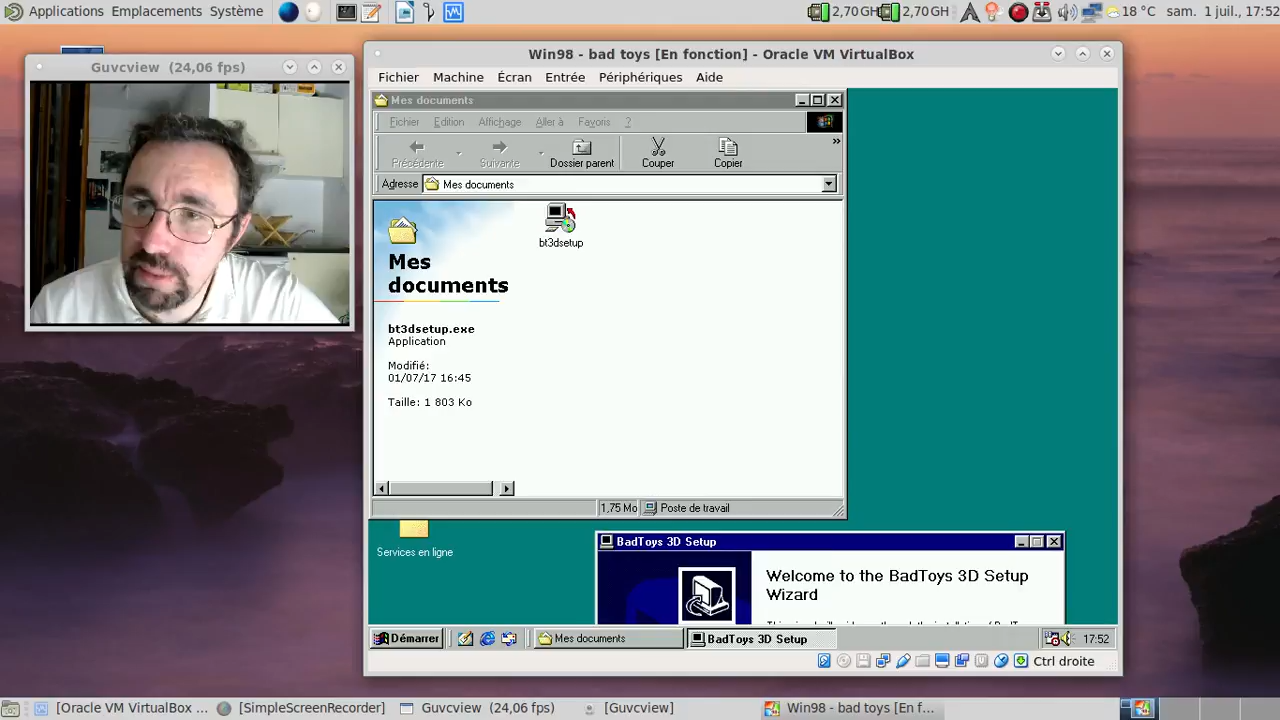 Applications Emplacements Système
2,70 GH 2,70 GH 18 °C sam. 1 juil., 17:52
Guvcview (24,06 fps)
Win98 - bad toys [En fonction] - Oracle VM VirtualBox
Fichier Machine Écran Entrée Périphériques Aide
Mes documents
Fichier Edition Affichage Aller à Favoris ?
Précédente Suivante Dossier parent Couper Copier »
Adresse Mes documents
bt3dsetup
Mes
documents
bt3dsetup.exe
Application
Modifié:
01/07/17 16:45
Taille: 1 803 Ko
1,75 Mo Poste de travail
Services en ligne
BadToys 3D Setup
Welcome to the BadToys 3D Setup
Wizard
Démarrer Mes documents BadToys 3D Setup 17:52
Ctrl droite
[Oracle VM VirtualBox ... [SimpleScreenRecorder] Guvcview (24,06 fps) [Guvcview] Win98 - bad toys [En f...